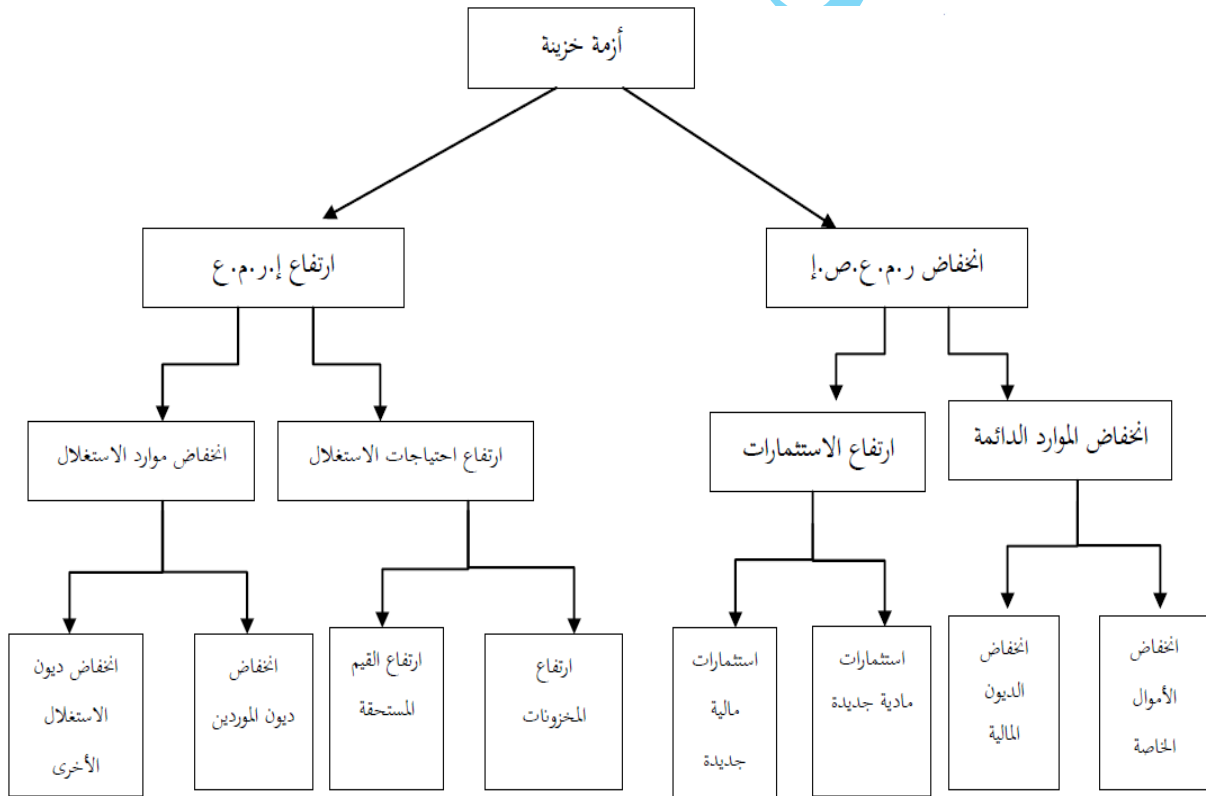 أزمة خزينة
انخفاض ر.م.ع.ص.إ
ارتفاع إ.ر.م.ع
انخفاض الموارد الدائمة
ارتفاع الاستثمارات
ارتفاع احتياجات الاستغلال
انخفاض موارد الاستغلال
انخفاض
الأموال
الخاصة
انخفاض
الديون
المالية
استثمارات
مادية جديدة
استثمارات
مالية
جديدة
ارتفاع
المخزونات
ارتفاع القيم
المستحقة
انخفاض
ديون الموردين
انخفاض ديون
الاستغلال
الأخرى